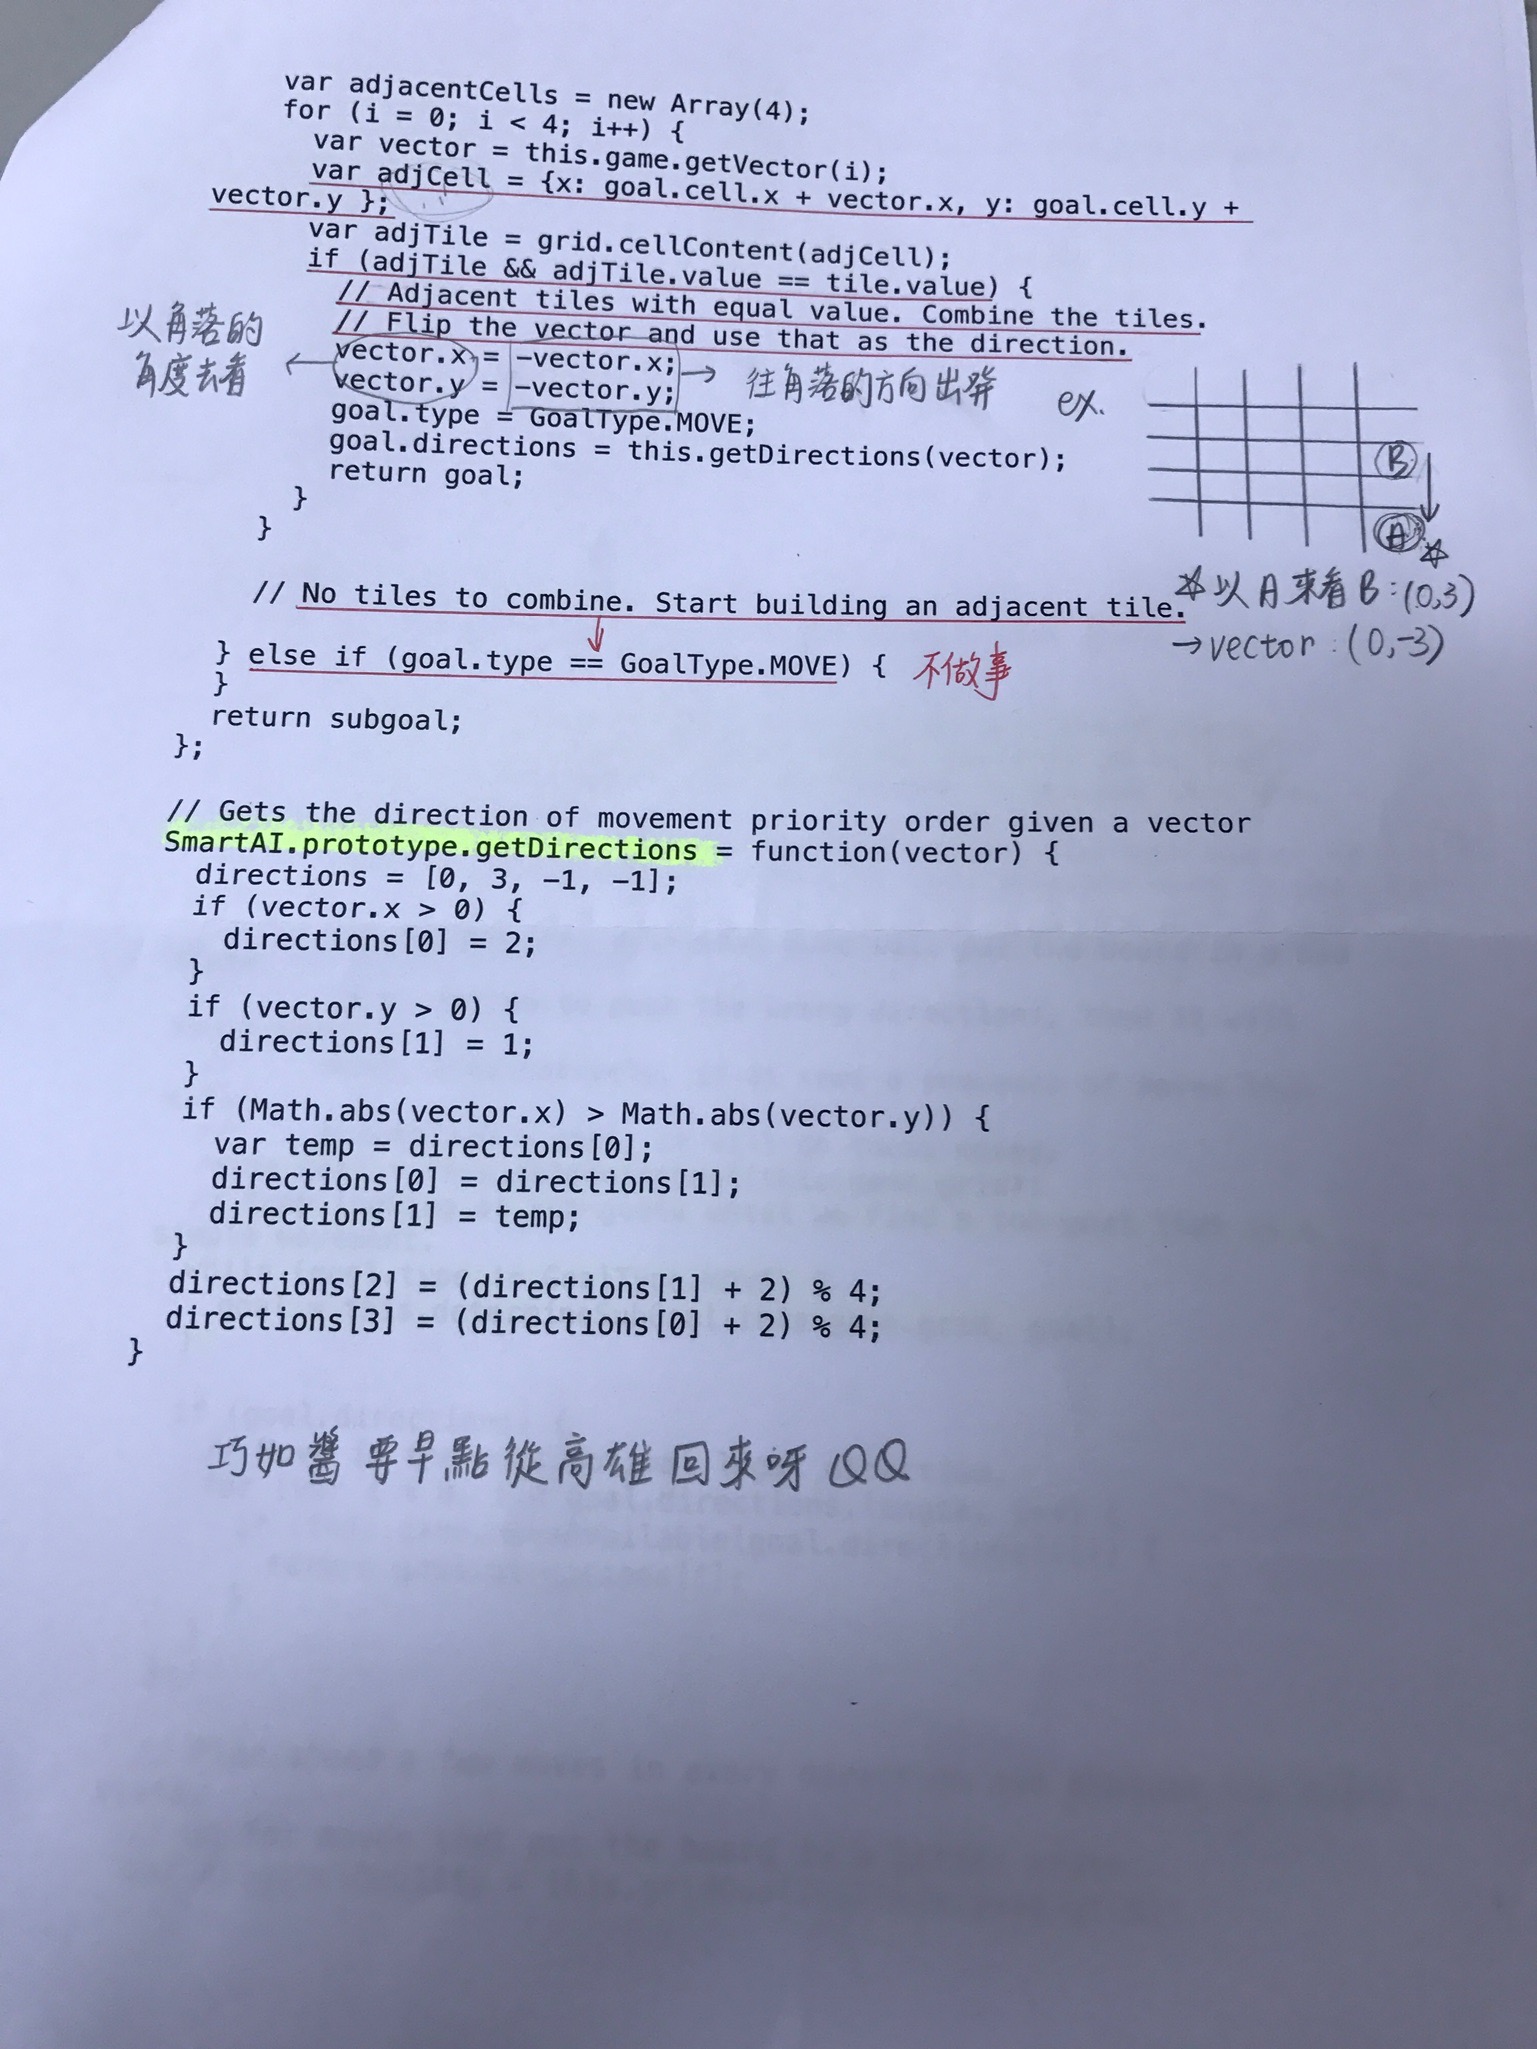 var adjacentCells = new Array(4);
for (i = 0; i < 4; i++) {
var vector = this.game.getVector(i);
var adjCell = {x: goal.cell.x + vector.x, y: goal.cell.y +
vector.y };
var adjTile = grid.cellContent(adjCell);
if (adjTile && adjTile.value == tile.value) {
// Adjacent tiles with equal value. Combine the tiles.
// Flip the vector and use that as the direction.
以角落的
角度去看
vector.x = -vector.x;
vector.y = -vector.y;
往角落的方向出發
ex.
B
A
goal.type = GoalType.MOVE;
goal.directions = this.getDirections(vector);
return goal;
}
}
// No tiles to combine. Start building an adjacent tile.
以A來看B:(0,3)
→vector:(0,-3)
} else if (goal.type == GoalType.MOVE) {
不做事
}
return subgoal;
};
// Gets the direction of movement priority order given a vector
SmartAI.prototype.getDirections = function(vector) {
directions = [0, 3, -1, -1];
if (vector.x > 0) {
directions[0] = 2;
}
if (vector.y > 0) {
directions[1] = 1;
}
if (Math.abs(vector.x) > Math.abs(vector.y)) {
var temp = directions[0];
directions[0] = directions[1];
directions[1] = temp;
}
directions[2] = (directions[1] + 2) % 4;
directions[3] = (directions[0] + 2) % 4;
}
巧如醬要早點從高雄回來呀QQ